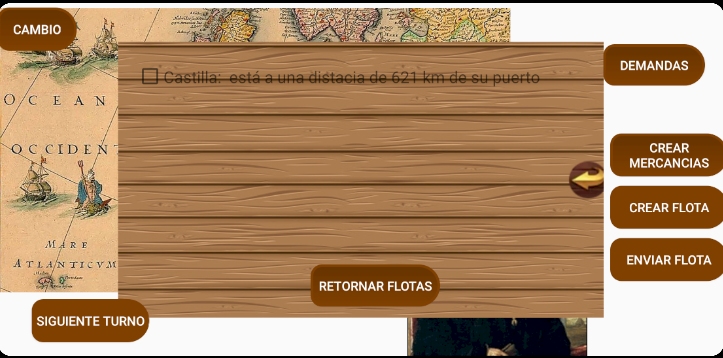 CAMBIO
Castilla: está a una distacia de 621 km de su puerto
DEMANDAS
OCEAN
OCCIDEN
CREAR
MERCANCIAS
CREAR FLOTA
MARE
ATLANTICVM
ENVIAR FLOTA
RETORNAR FLOTAS
SIGUIENTE TURNO